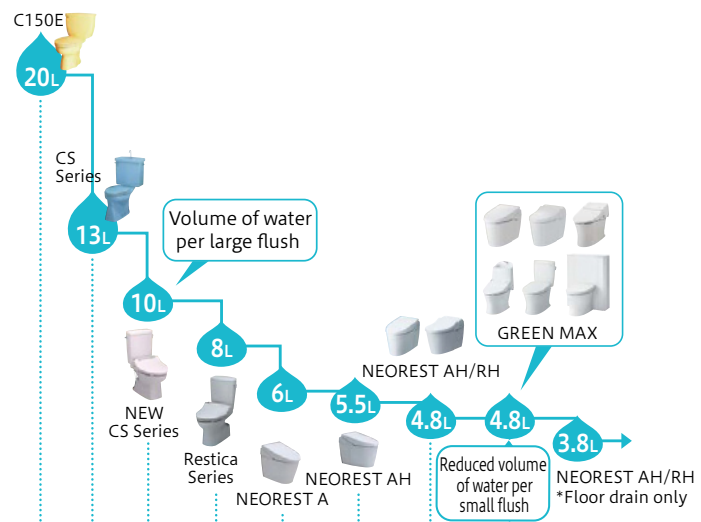 C150E
20L
CS
Series
13L
Volume of water
per large flush
10L
NEW
CS Series
8L
Restica
Series
6L
NEOREST A
5.5L
NEOREST AH
NEOREST AH/RH
4.8L
GREEN MAX
4.8L
Reduced volume
of water per
small flush
3.8L
NEOREST AH/RH
*Floor drain only